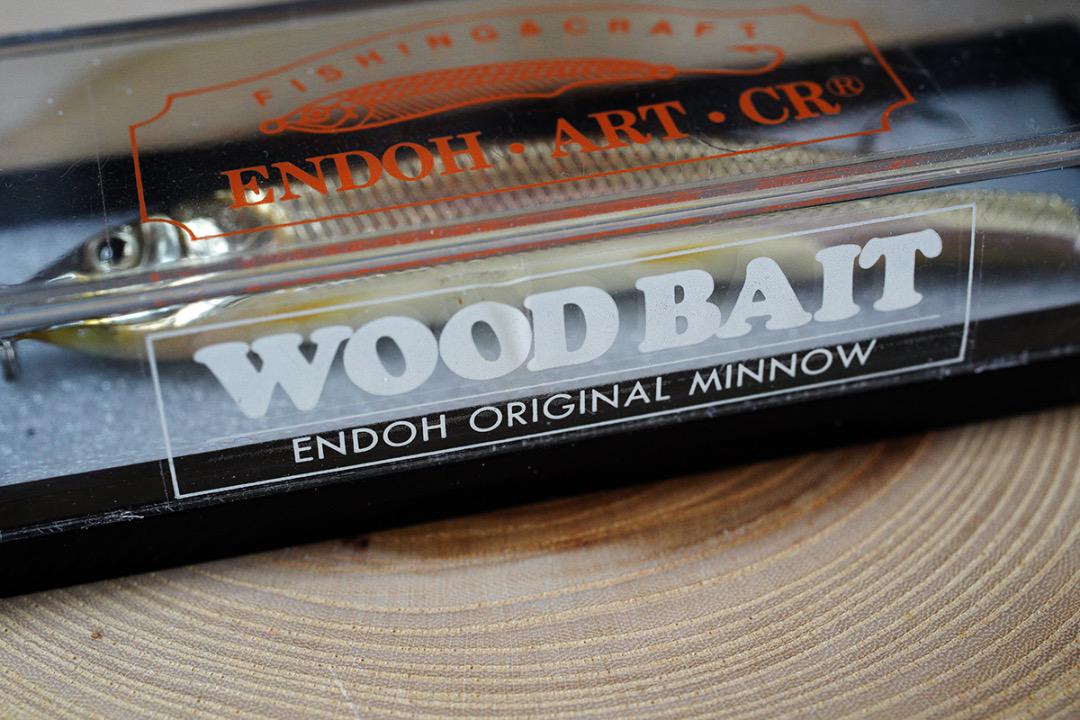 FISHING&CRAFT
ENDOH・ART・CR®
WOOD BAIT
ENDOH ORIGINAL MINNOW